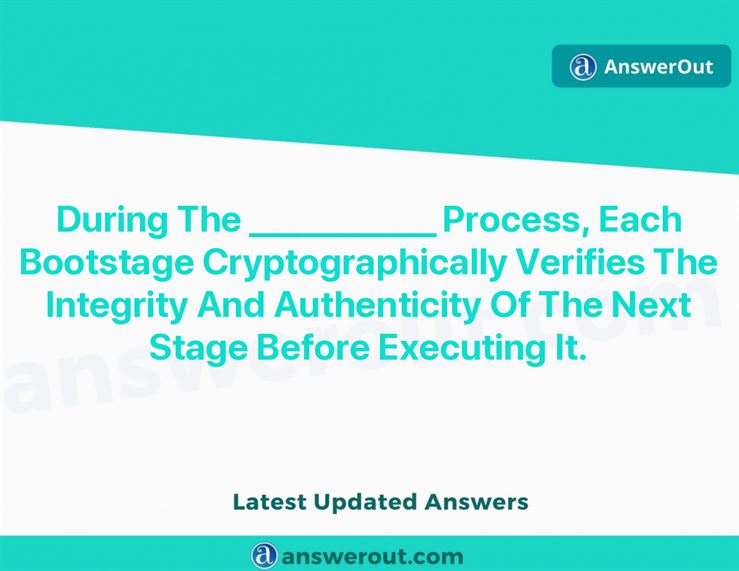 AnswerOut
During The ____________ Process, Each
Bootstage Cryptographically Verifies The
Integrity And Authenticity Of The Next
Stage Before Executing It.
answerout.com
Latest Updated Answers
answerout.com